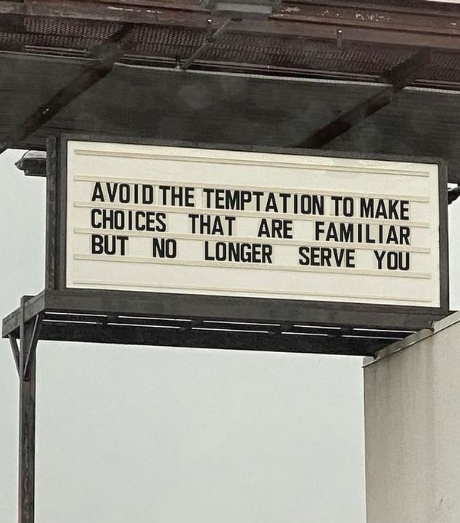 AVOID THE TEMPTATION TO MAKE
CHOICES THAT ARE FAMILIAR
BUT NO LONGER SERVE YOU